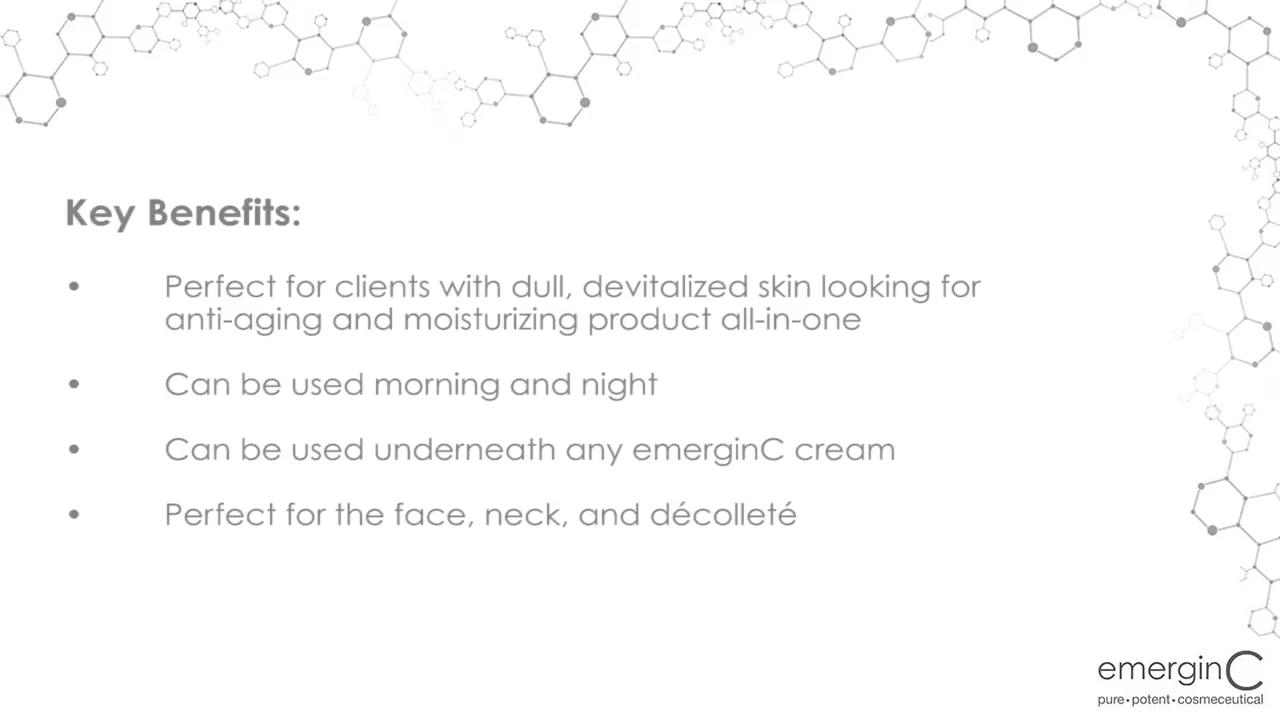 Key Benefits:
• Perfect for clients with dull, devitalized skin looking for
anti-aging and moisturizing product all-in-one
• Can be used morning and night
• Can be used underneath any emerginC cream
• Perfect for the face, neck, and décolleté
emerginC
pure•potent•cosmeceutical